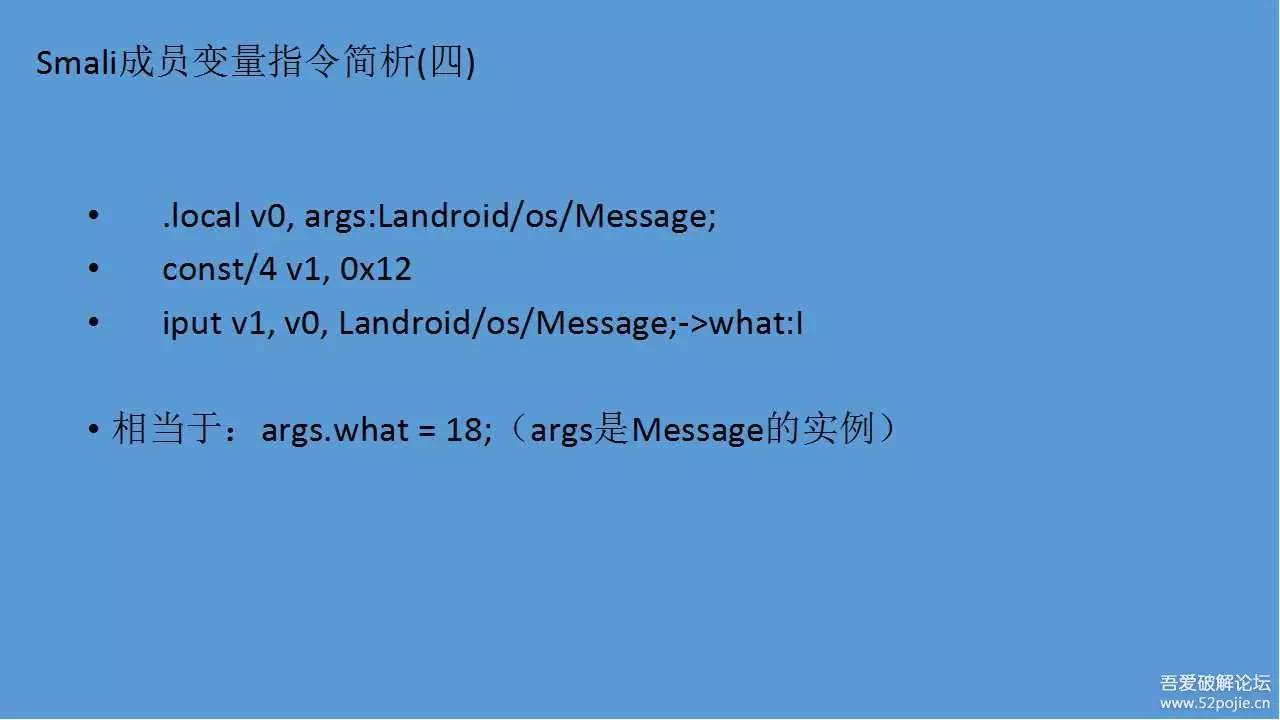 Smali成员变量指令简析(四)
• .local v0, args:Landroid/os/Message;
• const/4 v1, 0x12
• iput v1, v0, Landroid/os/Message;->what:I
• 相当于：args.what = 18;（args是Message的实例）
吾爱破解论坛
www.52pojie.cn